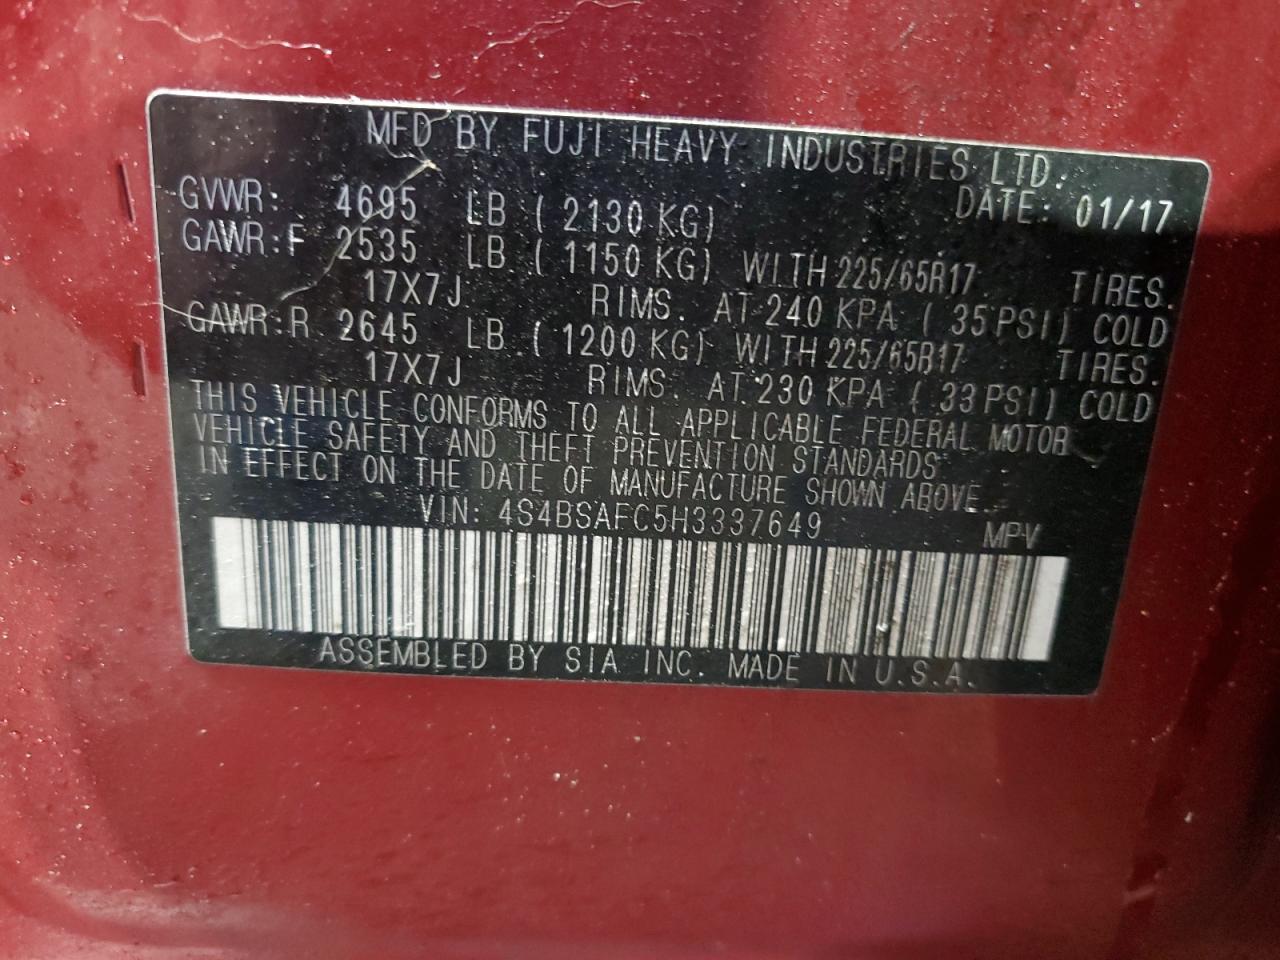 MFD BY FUJI HEAVY INDUSTRIES LTD.
GVWR: 4695 LB ( 2130 KG) DATE: 01/17
GAWR:F 2535 LB ( 1150 KG) WITH 225/65R17 TIRES.
17X7J RIMS. AT 240 KPA ( 35 PSI) COLD
GAWR:R 2645 LB ( 1200 KG) WITH 225/65R17 TIRES.
17X7J RIMS. AT 230 KPA ( 33 PSI) COLD
THIS VEHICLE CONFORMS TO ALL APPLICABLE FEDERAL MOTOR
VEHICLE SAFETY AND THEFT PREVENTION STANDARDS
IN EFFECT ON THE DATE OF MANUFACTURE SHOWN ABOVE.
VIN: 4S4BSAFC5H3337649 MPV
ASSEMBLED BY SIA INC. MADE IN U.S.A.